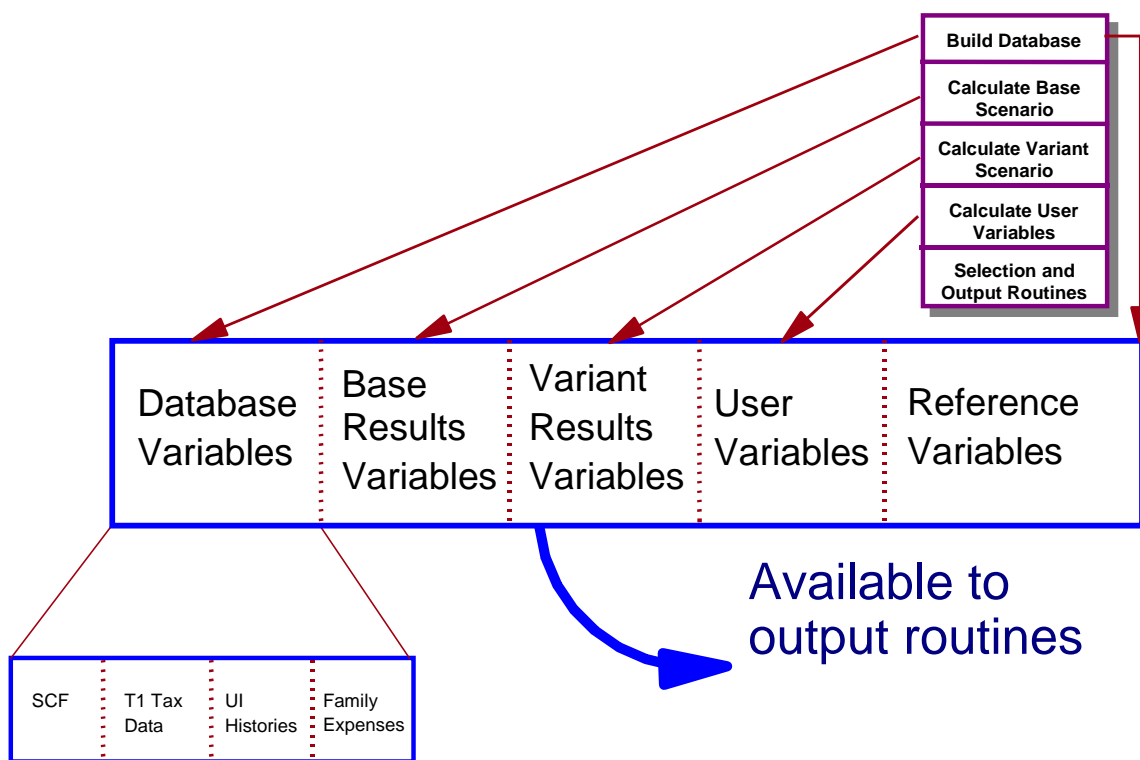 Build Database
Calculate Base
Scenario
Calculate Variant
Scenario
Calculate User
Variables
Selection and
Output Routines
Database
Variables
Base
Results
Variables
Variant
Results
Variables
User
Variables
Reference
Variables
Available to
output routines
SCF
T1 Tax
Data
UI
Histories
Family
Expenses